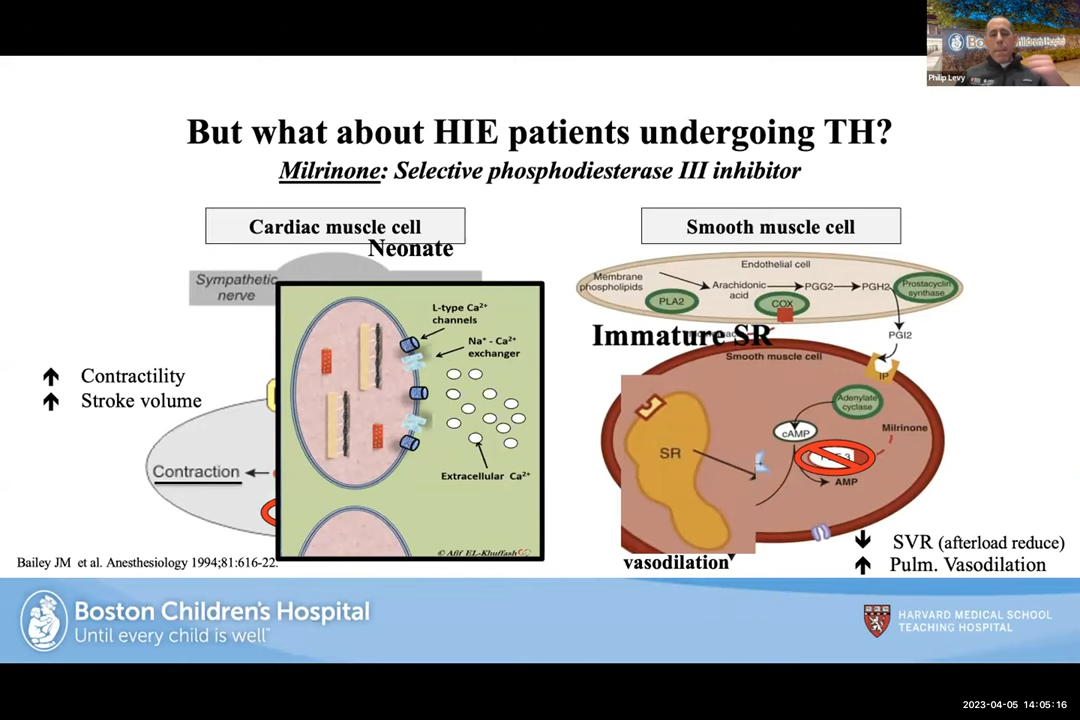 Boston Children's Hospital
Philip Levy
But what about HIE patients undergoing TH?
Milrinone: Selective phosphodiesterase III inhibitor
Cardiac muscle cell
Neonate
Sympathetic
nerve
L-type Ca²⁺
channels
Na⁺ - Ca²⁺
exchanger
Extracellular Ca²⁺
© Afif EL-Khuffash
Contractility
Stroke volume
Contraction
Smooth muscle cell
Endothelial cell
Membrane
phospholipids
Arachidonic
acid
PGG2
PGH2
Prostacyclin
synthase
PLA2
COX
PGI2
Immature SR
Smooth muscle cell
IP
Adenylate
cyclase
cAMP
Milrinone
SR
AMP
vasodilation
SVR (afterload reduce)
Pulm. Vasodilation
Bailey JM et al. Anesthesiology 1994;81:616-22.
Boston Children's Hospital
Until every child is well™
HARVARD MEDICAL SCHOOL
TEACHING HOSPITAL
2023-04-05 14:05:16